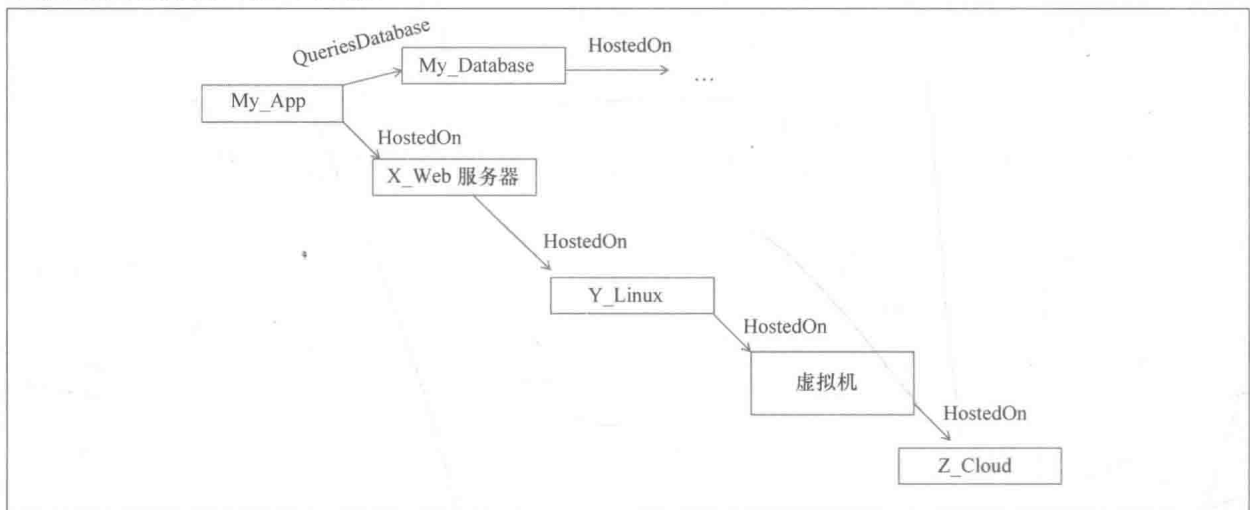 QueriesDatabase
HostedOn
My_Database
…
My_App
HostedOn
X_Web 服务器
HostedOn
Y_Linux
HostedOn
虚拟机
HostedOn
Z_Cloud